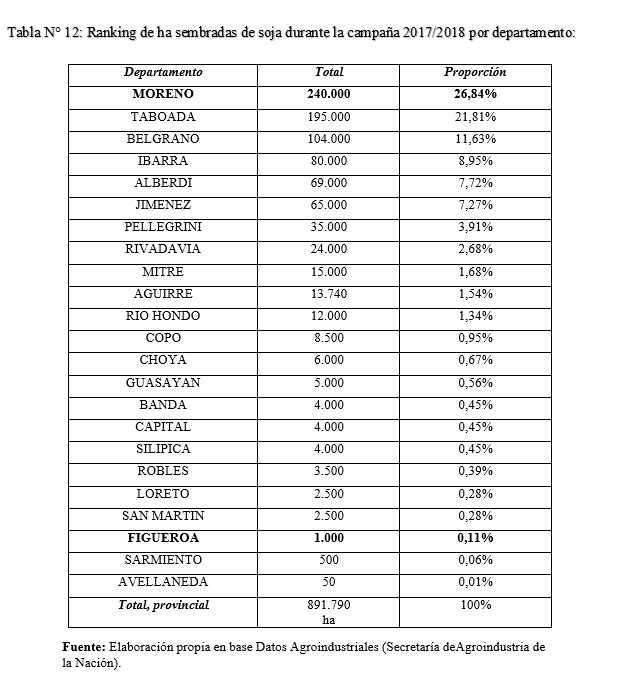 Tabla N° 12: Ranking de ha sembradas de soja durante la campaña 2017/2018 por departamento:
Departamento Total Proporción
MORENO 240.000 26,84%
TABOADA 195.000 21,81%
BELGRANO 104.000 11,63%
IBARRA 80.000 8,95%
ALBERDI 69.000 7,72%
JIMENEZ 65.000 7,27%
PELLEGRINI 35.000 3,91%
RIVADAVIA 24.000 2,68%
MITRE 15.000 1,68%
AGUIRRE 13.740 1,54%
RIO HONDO 12.000 1,34%
COPO 8.500 0,95%
CHOYA 6.000 0,67%
GUASAYAN 5.000 0,56%
BANDA 4.000 0,45%
CAPITAL 4.000 0,45%
SILIPICA 4.000 0,45%
ROBLES 3.500 0,39%
LORETO 2.500 0,28%
SAN MARTIN 2.500 0,28%
FIGUEROA 1.000 0,11%
SARMIENTO 500 0,06%
AVELLANEDA 50 0,01%
Total, provincial 891.790 100%
ha
Fuente: Elaboración propia en base Datos Agroindustriales (Secretaría deAgroindustria de
la Nación).